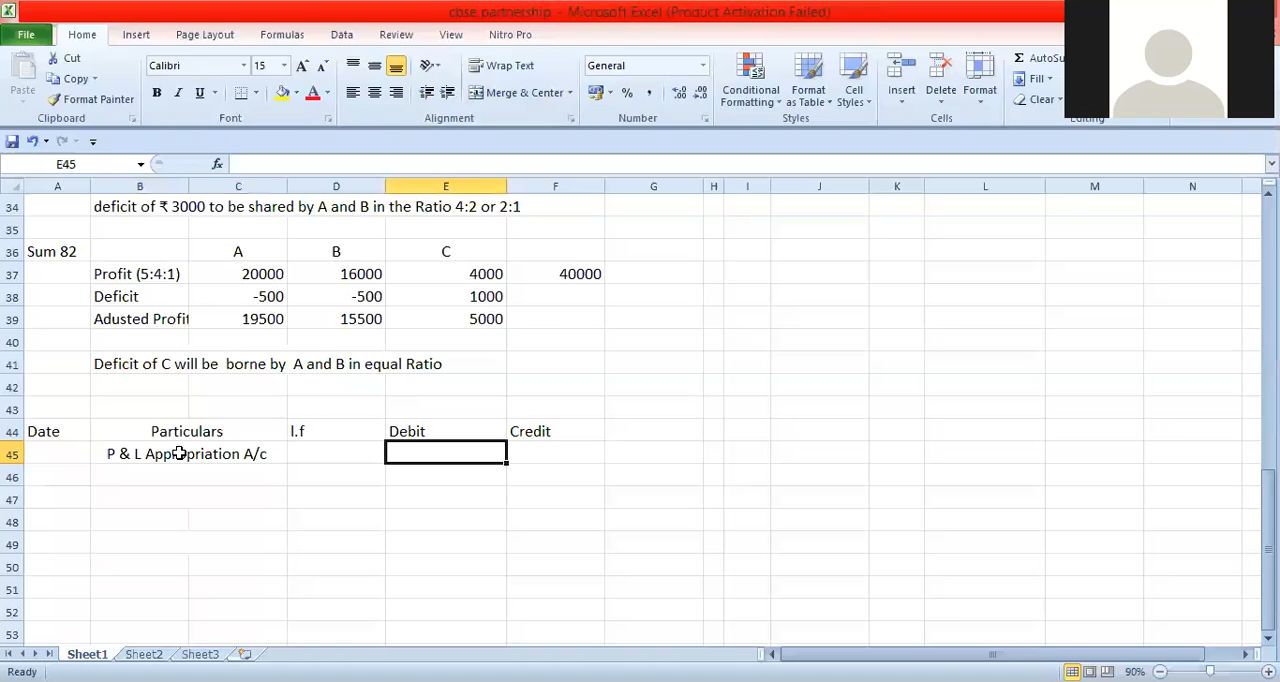 cbse partnership - Microsoft Excel (Product Activation Failed)
File Home Insert Page Layout Formulas Data Review View Nitro Pro
Cut
Copy
Format Painter
Paste
Clipboard
Calibri 15
B I U
Font
Wrap Text
Merge & Center
Alignment
General
% ,
Number
Conditional Formatting
Format as Table
Cell Styles
Styles
Insert Delete Format
Cells
Σ AutoSu
Fill
Clear
E45 fx
A B C D E F G H I J K L M N
34 deficit of ₹ 3000 to be shared by A and B in the Ratio 4:2 or 2:1
35
36 Sum 82 A B C
37 Profit (5:4:1) 20000 16000 4000 40000
38 Deficit -500 -500 1000
39 Adusted Profit 19500 15500 5000
40
41 Deficit of C will be borne by A and B in equal Ratio
42
43
44 Date Particulars l.f Debit Credit
45 P & L Appropriation A/c
46
47
48
49
50
51
52
53
Sheet1 Sheet2 Sheet3
Ready 90%